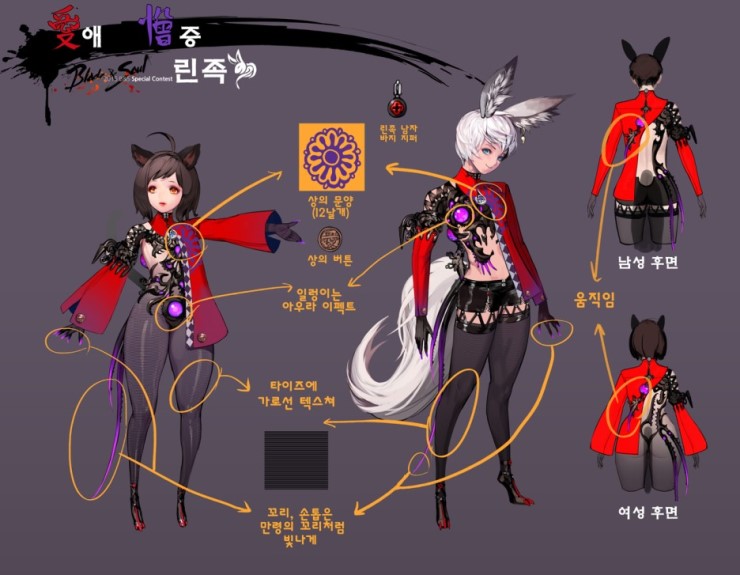 愛애 憎증
Blade & Soul
2015 B&S Special Contest
린족
린족 남자
바지 지퍼
상의 문양
(12날개)
상의 버튼
일렁이는
아우라 이펙트
타이즈에
가로선 텍스쳐
꼬리, 손톱은
만령의 꼬리처럼
빛나게
남성 후면
움직임
여성 후면